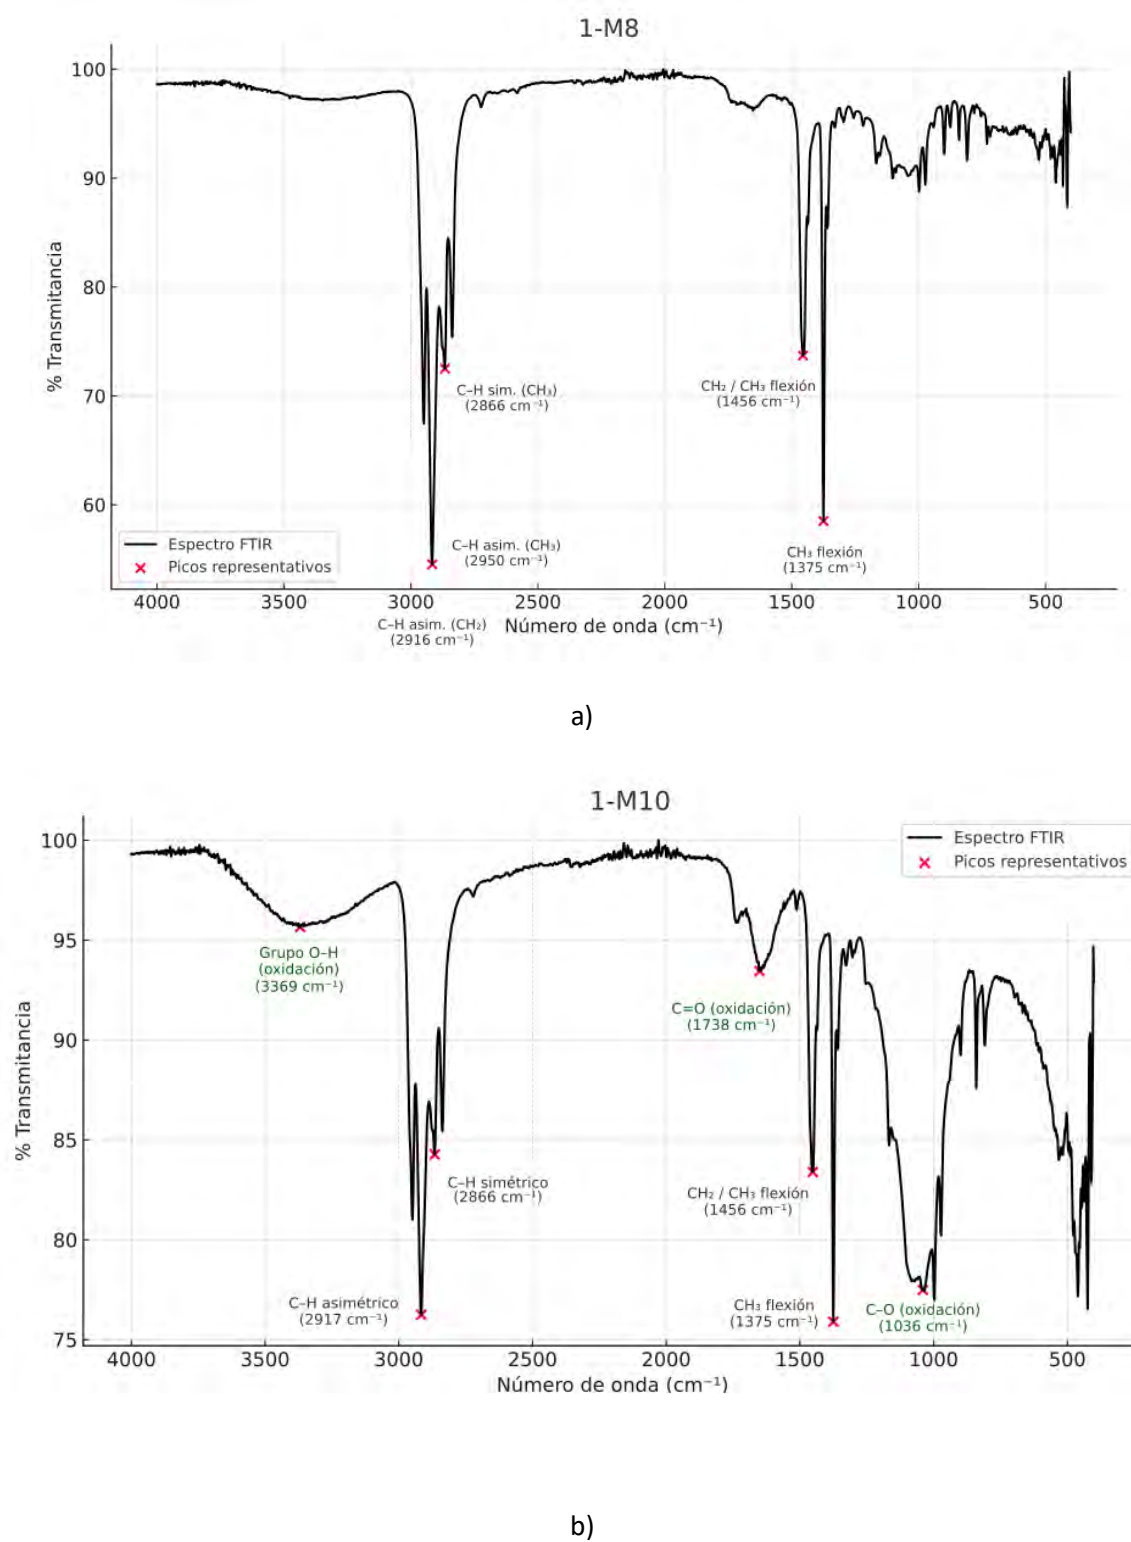 1-M8
100
90
80
70
60
% Transmitancia
C–H sim. (CH₃)
(2866 cm⁻¹)
CH₂ / CH₃ flexión
(1456 cm⁻¹)
C–H asim. (CH₃)
(2950 cm⁻¹)
CH₃ flexión
(1375 cm⁻¹)
Espectro FTIR
Picos representativos
4000 3500 3000 2500 2000 1500 1000 500
C–H asim. (CH₂)
(2916 cm⁻¹)
Número de onda (cm⁻¹)
a)
1-M10
Espectro FTIR
Picos representativos
100
95
90
85
80
75
% Transmitancia
Grupo O–H
(oxidación)
(3369 cm⁻¹)
C=O (oxidación)
(1738 cm⁻¹)
C–H simétrico
(2866 cm⁻¹)
CH₂ / CH₃ flexión
(1456 cm⁻¹)
C–H asimétrico
(2917 cm⁻¹)
CH₃ flexión
(1375 cm⁻¹)
C–O (oxidación)
(1036 cm⁻¹)
4000 3500 3000 2500 2000 1500 1000 500
Número de onda (cm⁻¹)
b)